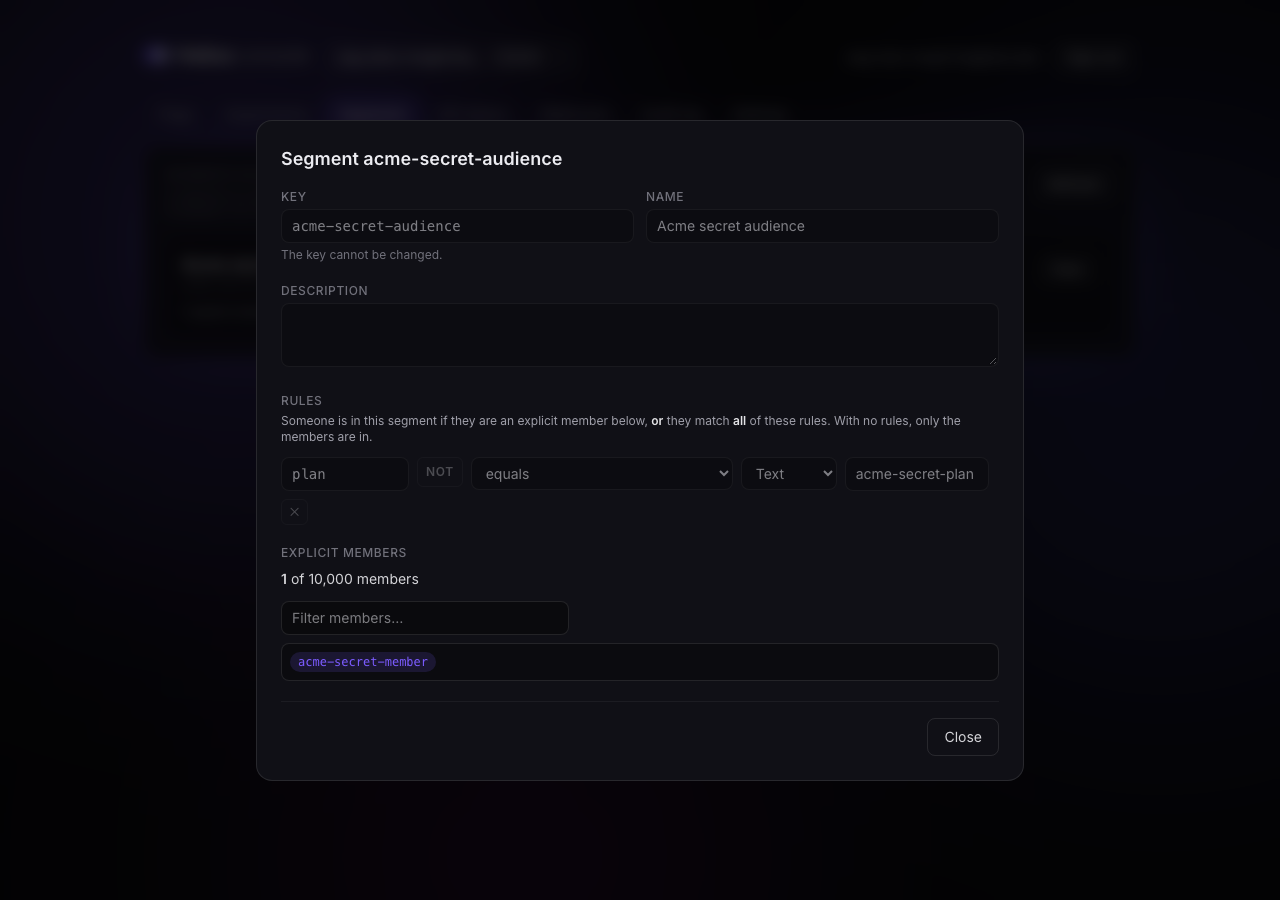 Segment acme-secret-audience
KEY
NAME
acme-secret-audience
Acme secret audience
The key cannot be changed.
DESCRIPTION
RULES
Someone is in this segment if they are an explicit member below, or they match all of these rules. With no rules, only the
members are in.
plan
NOT
equals
Text
acme-secret-plan
×
EXPLICIT MEMBERS
1 of 10,000 members
Filter members...
acme-secret-member
Close